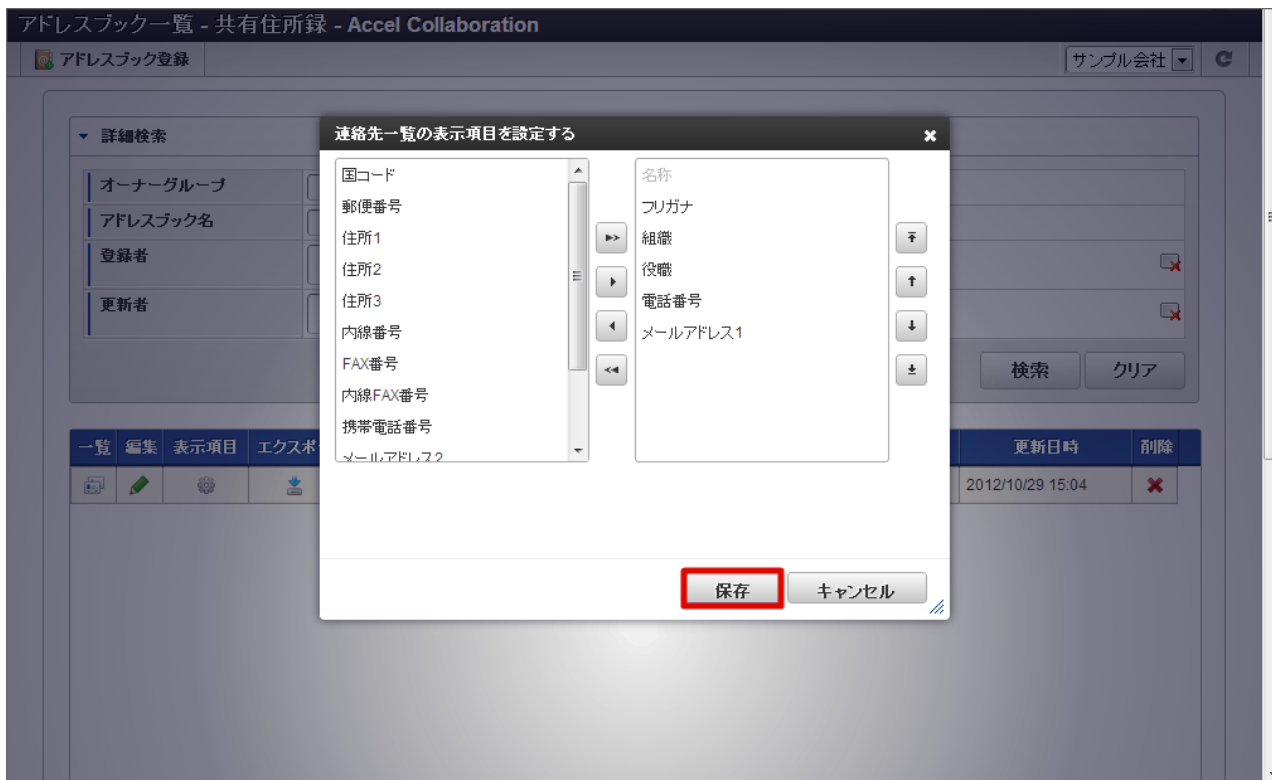 アドレスブック一覧 - 共有住所録 - Accel Collaboration
アドレスブック登録
サンプル会社
詳細検索
オーナーグループ
アドレスブック名
登録者
更新者
検索
クリア
連絡先一覧の表示項目を設定する
国コード
郵便番号
住所1
住所2
住所3
内線番号
FAX番号
内線FAX番号
携帯電話番号
メールアドレス2
名称
フリガナ
組織
役職
電話番号
メールアドレス1
保存
キャンセル
一覧 編集 表示項目 エクスポ 更新日時 削除
2012/10/29 15:04